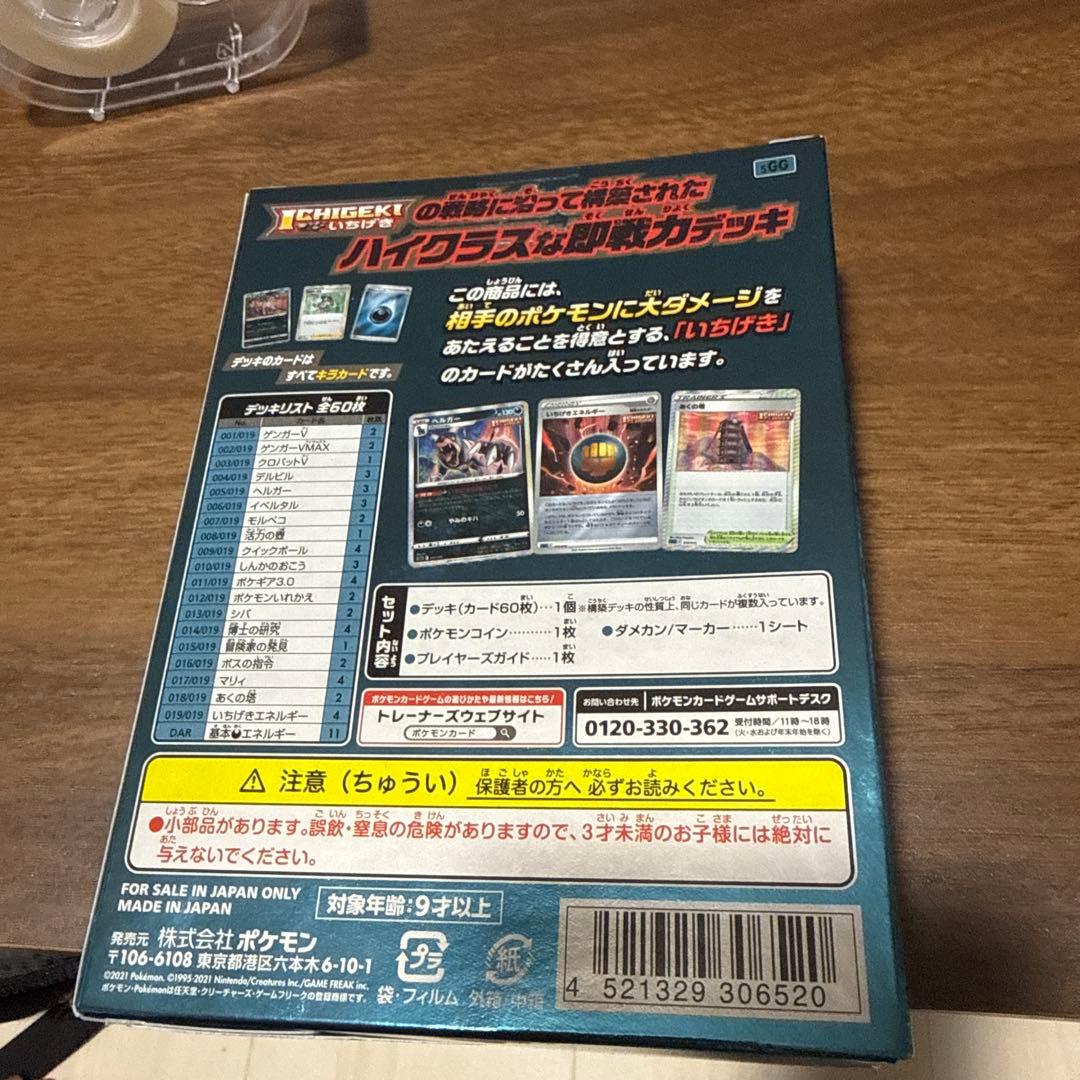 sGG
ICHIGEKI いちげき の戦略に沿って構築された
ハイクラスな即戦力デッキ
この商品には、
相手のポケモンに大ダメージを
あたえることを得意とする、「いちげき」
のカードがたくさん入っています。
デッキのカードは
すべてキラカードです。
デッキリスト 全60枚
No. カード名 枚数
001/019 ゲンガーV 2
002/019 ゲンガーVMAX 2
003/019 クロバットV 1
004/019 デルビル 3
005/019 ヘルガー 3
006/019 イベルタル 3
007/019 モルペコ 2
008/019 活力の壺 1
009/019 クイックボール 4
010/019 しんかのおこう 3
011/019 ポケギア3.0 4
012/019 ポケモンいれかえ 2
013/019 シバ 2
014/019 博士の研究 4
015/019 冒険家の発見 1
016/019 ボスの指令 2
017/019 マリィ 4
018/019 あくの塔 2
019/019 いちげきエネルギー 4
DAR 基本エネルギー 11
ヘルガー 130
ICHIGEKI
やみのキバ 50
いちげきエネルギー
TRAINERS
あくの塔
ICHIGEKI
セット内容
●デッキ(カード60枚)…1個 ※構築デッキの性質上、同じカードが複数入っています。
●ポケモンコイン………1枚 ●ダメカン/マーカー……1シート
●プレイヤーズガイド……1枚
ポケモンカードゲームの遊びかたや最新情報はこちら!
トレーナーズウェブサイト
ポケモンカード
お問い合わせ先 ポケモンカードゲームサポートデスク
0120-330-362 受付時間/11時〜18時
(火・水および年末年始を除く)
⚠ 注意(ちゅうい) 保護者の方へ 必ずお読みください。
●小部品があります。誤飲・窒息の危険がありますので、3才未満のお子様には絶対に
与えないでください。
FOR SALE IN JAPAN ONLY
MADE IN JAPAN
対象年齢:9才以上
発売元 株式会社ポケモン
〒106-6108 東京都港区六本木6-10-1
©2021 Pokémon. ©1995-2021 Nintendo/Creatures Inc./GAME FREAK inc.
ポケモン・Pokémonは任天堂・クリーチャーズ・ゲームフリークの登録商標です。
プラ
袋・フィルム
紙
外箱・中箱
4 521329 306520